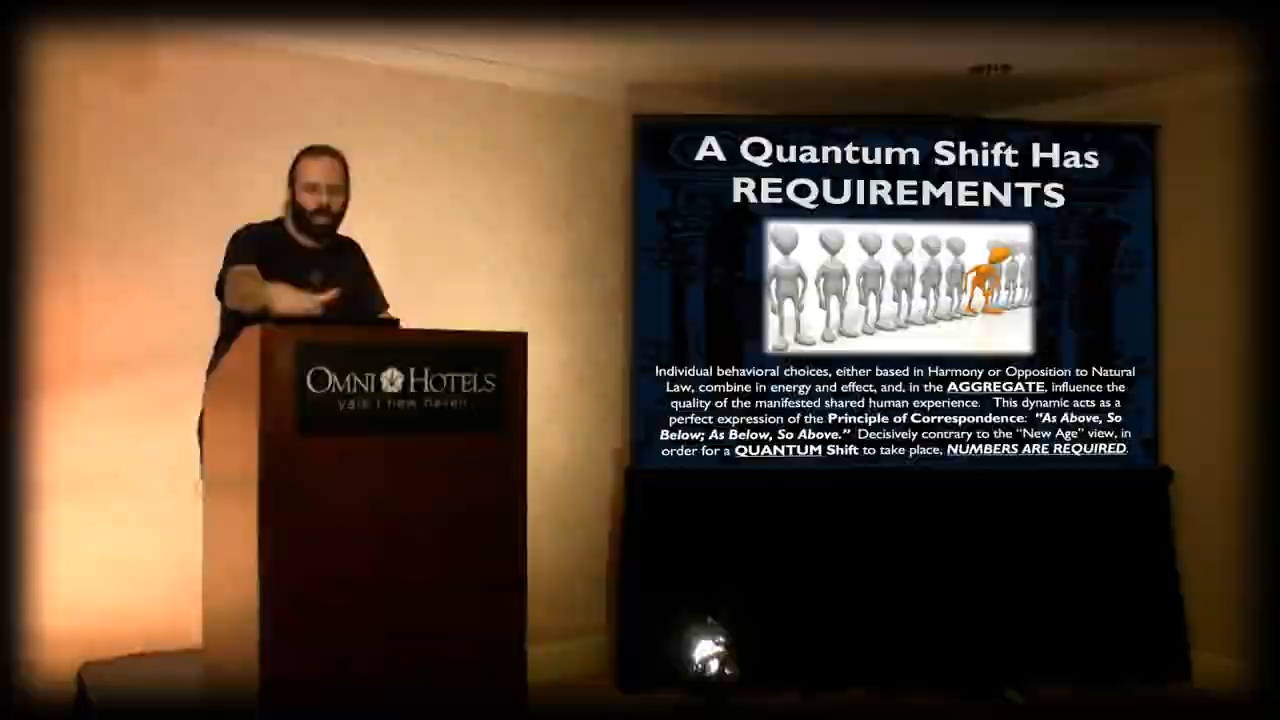 A Quantum Shift Has
REQUIREMENTS
Individual behavioral choices, either based in Harmony or Opposition to Natural
Law, combine in energy and effect, and, in the AGGREGATE, influence the
quality of the manifested shared human experience. This dynamic acts as a
perfect expression of the Principle of Correspondence: "As Above, So
Below; As Below, So Above." Decisively contrary to the "New Age" view, in
order for a QUANTUM Shift to take place, NUMBERS ARE REQUIRED.
OMNI HOTELS
yale | new haven